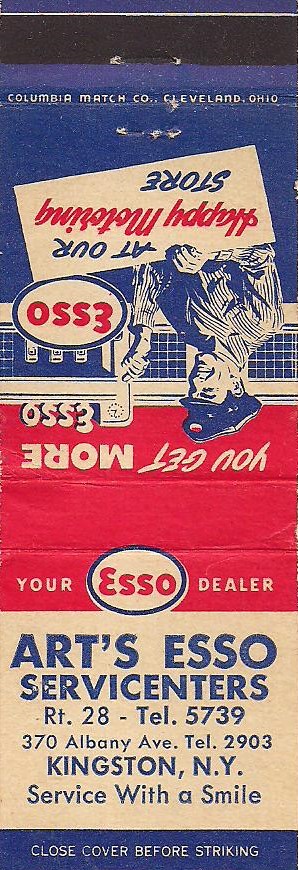 COLUMBIA MATCH CO., CLEVELAND, OHIO
YOU GET MORE
ESSO
ESSO
AT OUR
Happy Motoring
STORE
YOUR Esso DEALER
ART'S ESSO
SERVICENTERS
Rt. 28 - Tel. 5739
370 Albany Ave. Tel. 2903
KINGSTON, N.Y.
Service With a Smile
CLOSE COVER BEFORE STRIKING